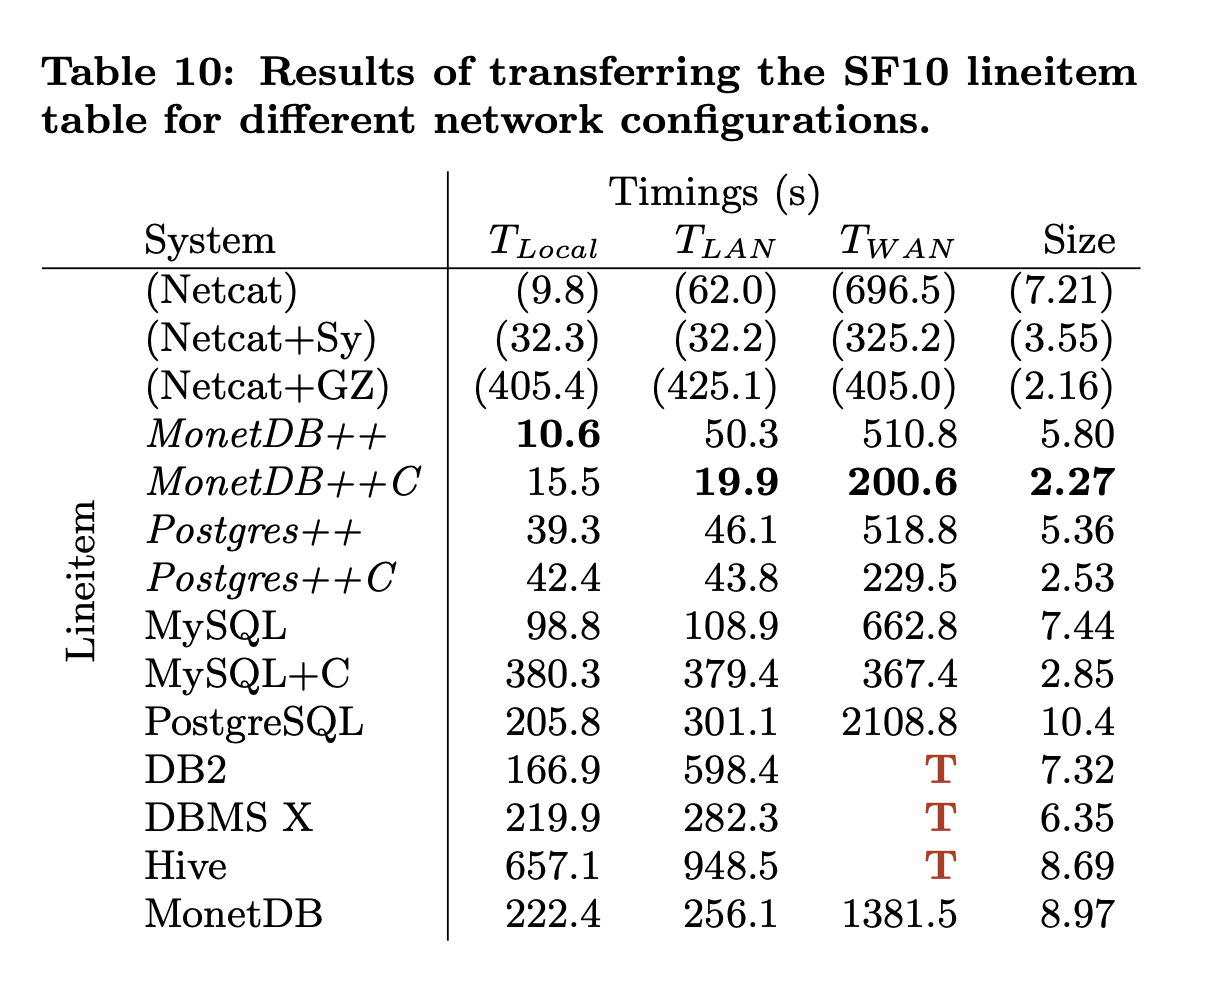 Table 10: Results of transferring the SF10 lineitem
table for different network configurations.
Timings (s)
System T_Local T_LAN T_WAN Size
Lineitem
(Netcat) (9.8) (62.0) (696.5) (7.21)
(Netcat+Sy) (32.3) (32.2) (325.2) (3.55)
(Netcat+GZ) (405.4) (425.1) (405.0) (2.16)
MonetDB++ 10.6 50.3 510.8 5.80
MonetDB++C 15.5 19.9 200.6 2.27
Postgres++ 39.3 46.1 518.8 5.36
Postgres++C 42.4 43.8 229.5 2.53
MySQL 98.8 108.9 662.8 7.44
MySQL+C 380.3 379.4 367.4 2.85
PostgreSQL 205.8 301.1 2108.8 10.4
DB2 166.9 598.4 T 7.32
DBMS X 219.9 282.3 T 6.35
Hive 657.1 948.5 T 8.69
MonetDB 222.4 256.1 1381.5 8.97